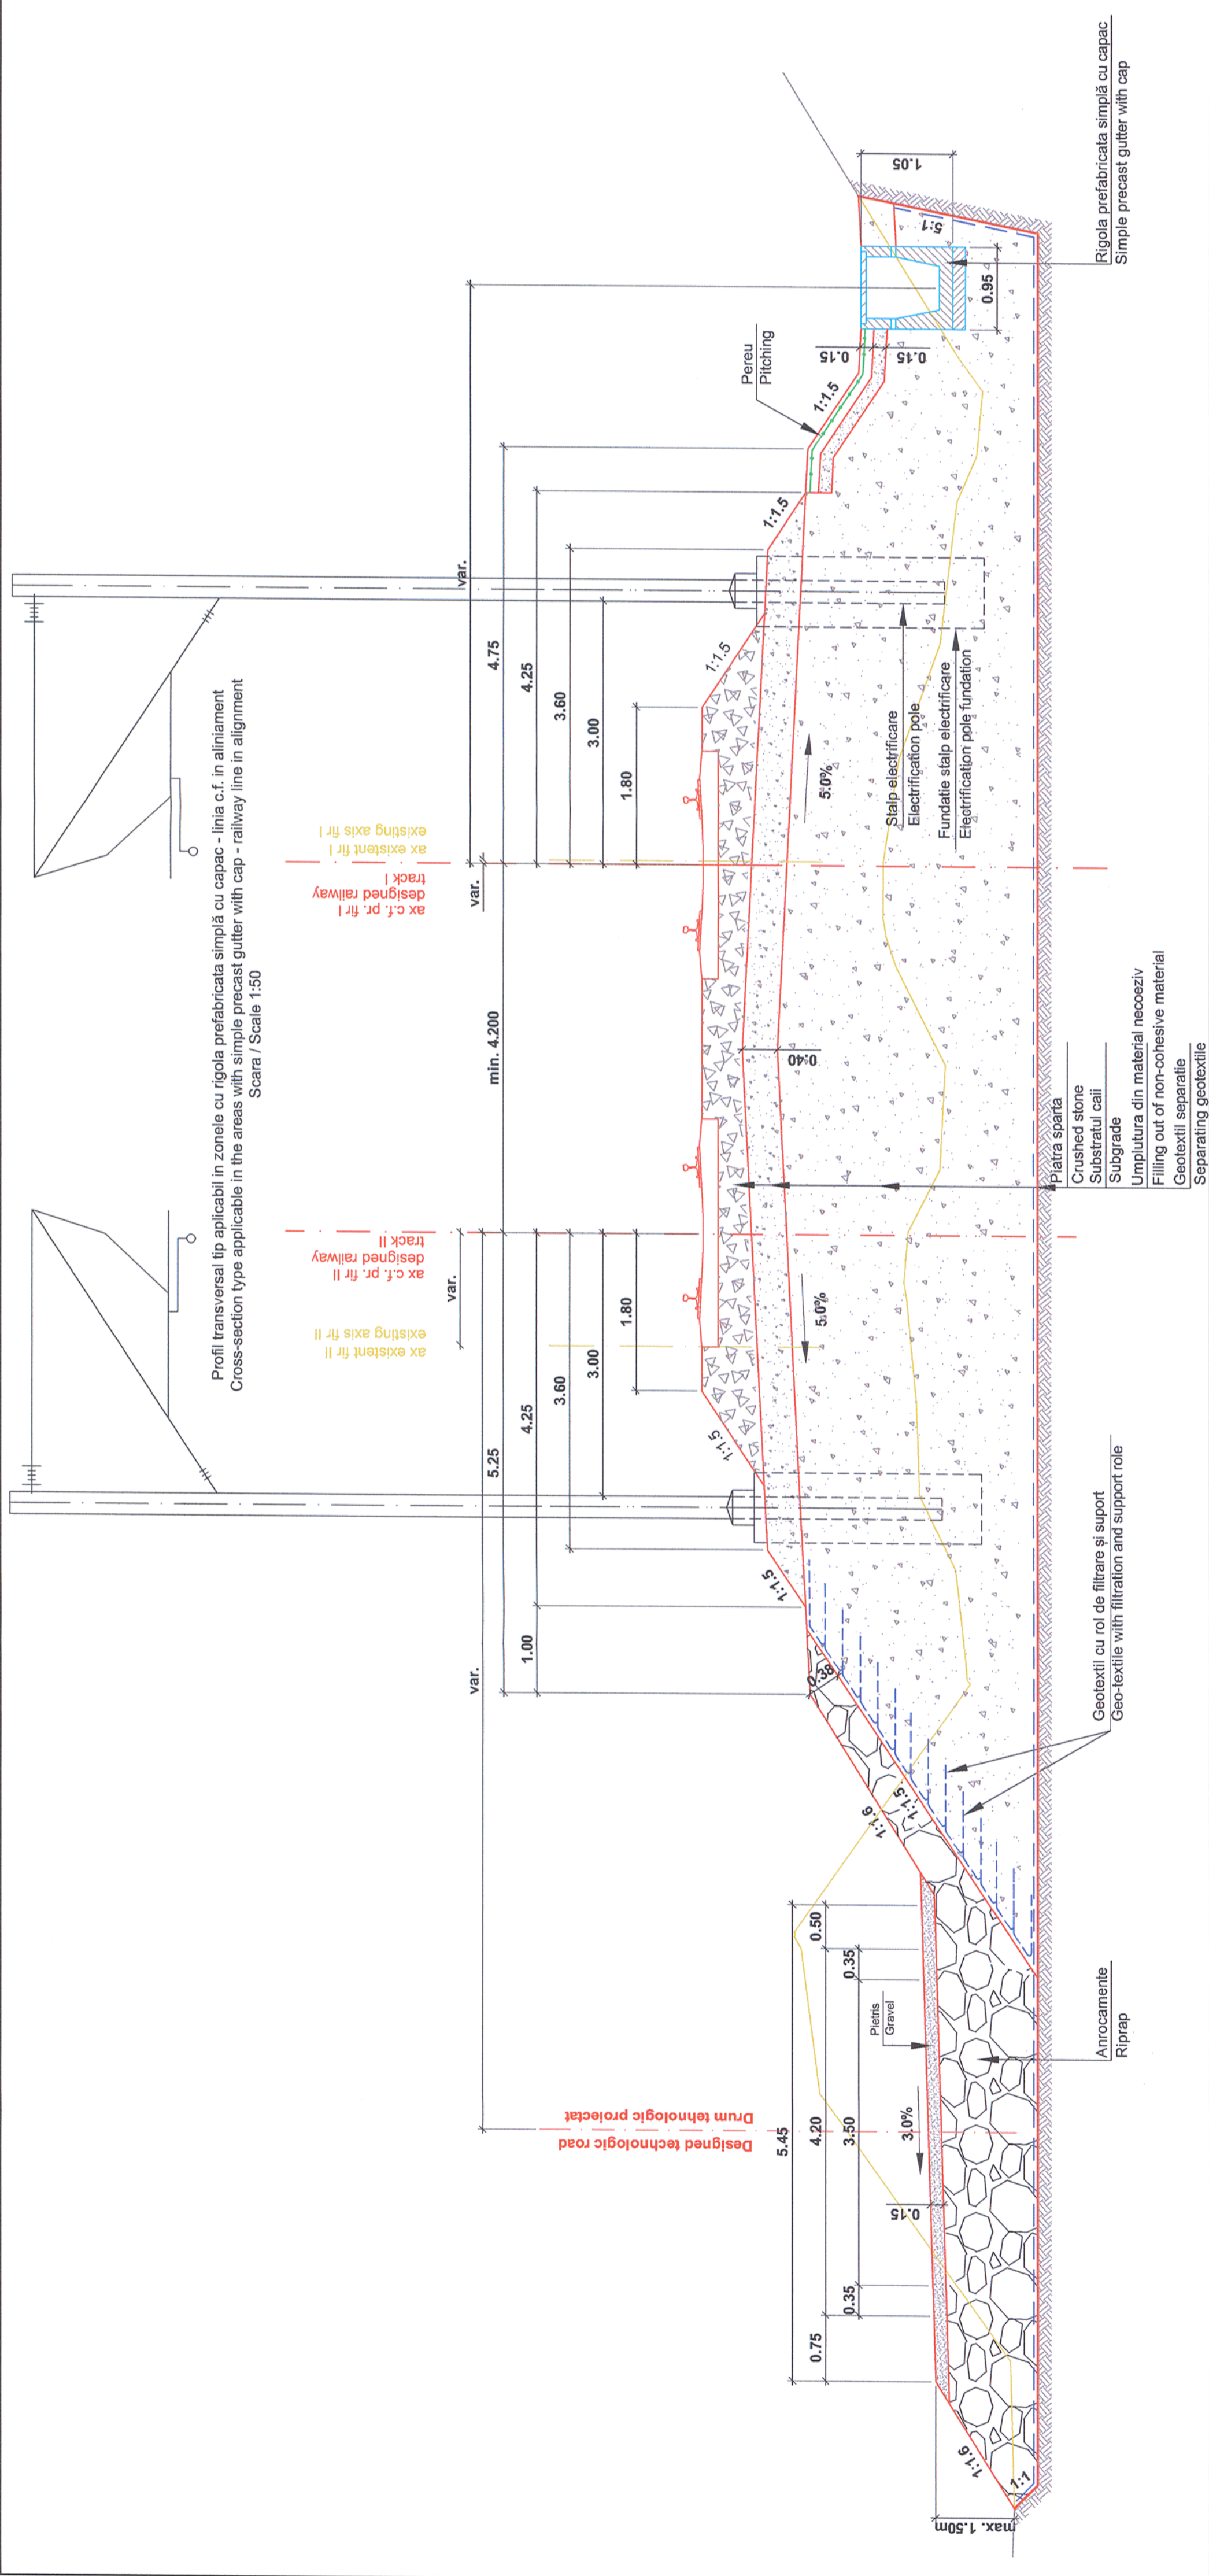 Profil transversal tip aplicabil in zonele cu rigola prefabricata simplă cu capac - linia c.f. in aliniament
Cross-section type applicable in the areas with simple precast gutter with cap - railway line in alignment
Scara / Scale 1:50
ax existent fir II
existing axis fir II
ax c.f. pr. fir II
designed railway
track II
ax c.f. pr. fir I
designed railway
track I
ax existent fir I
existing axis fir I
var.
var.
var.
var.
5.25
min. 4.200
4.75
1.00
4.25
4.25
3.60
3.60
3.00
3.00
1.80
1.80
1:1.5
1:1.5
1:1.5
1:1.5
1:1.5
5.0%
5.0%
0.40
0.38
1:1.6
1:1.5
Pereu
Pitching
0.15
0.15
1.05
5:1
0.95
Rigola prefabricata simplă cu capac
Simple precast gutter with cap
Stalp electrificare
Electrification pole
Fundatie stalp electrificare
Electrification pole fundation
Piatra sparta
Crushed stone
Substratul caii
Subgrade
Umplutura din material necoeziv
Filling out of non-cohesive material
Geotextil separatie
Separating geotextile
Geotextil cu rol de filtrare și suport
Geo-textile with filtration and support role
Drum tehnologic proiectat
Designed technologic road
5.45
0.75
4.20
0.50
0.35
3.50
0.35
3.0%
0.15
Pietris
Gravel
Anrocamente
Riprap
1:1.6
1:1
max. 1.50m